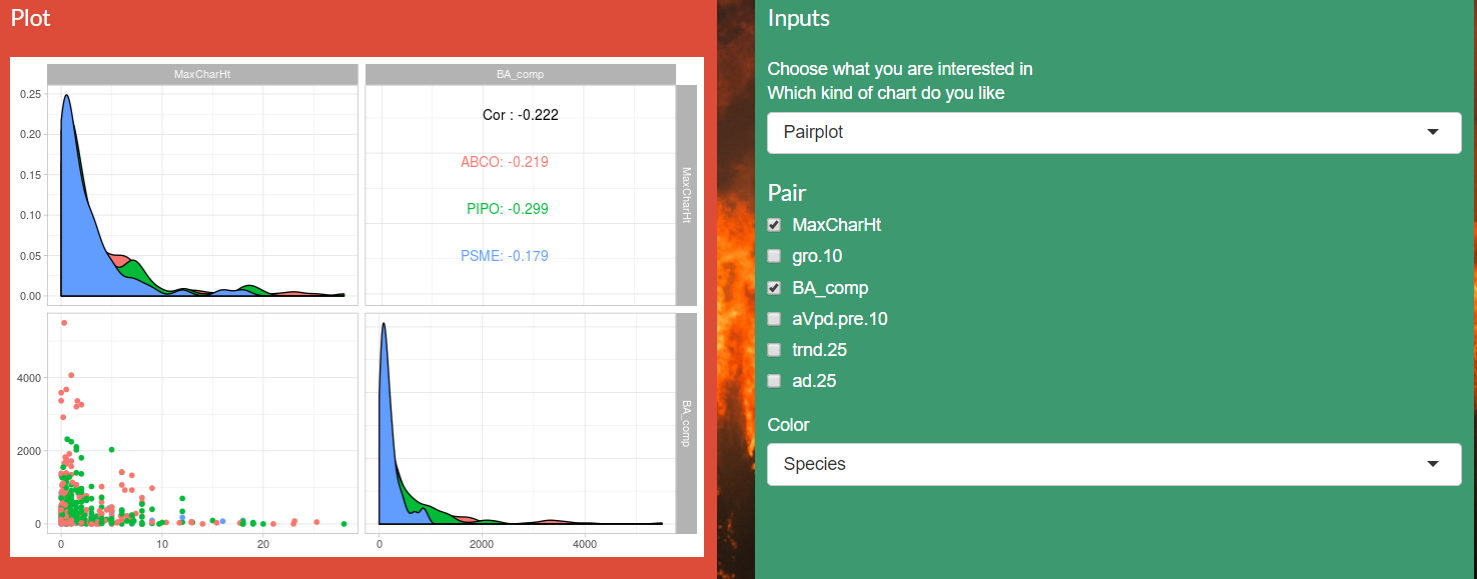 Plot
MaxCharHt
BA_comp
0.25
0.20
0.15
0.10
0.05
0.00
Cor : -0.222
ABCO: -0.219
PIPO: -0.299
PSME: -0.179
MaxCharHt
4000
2000
0
BA_comp
0
10
20
0
2000
4000
Inputs
Choose what you are interested in
Which kind of chart do you like
Pairplot
Pair
MaxCharHt
gro.10
BA_comp
aVpd.pre.10
trnd.25
ad.25
Color
Species